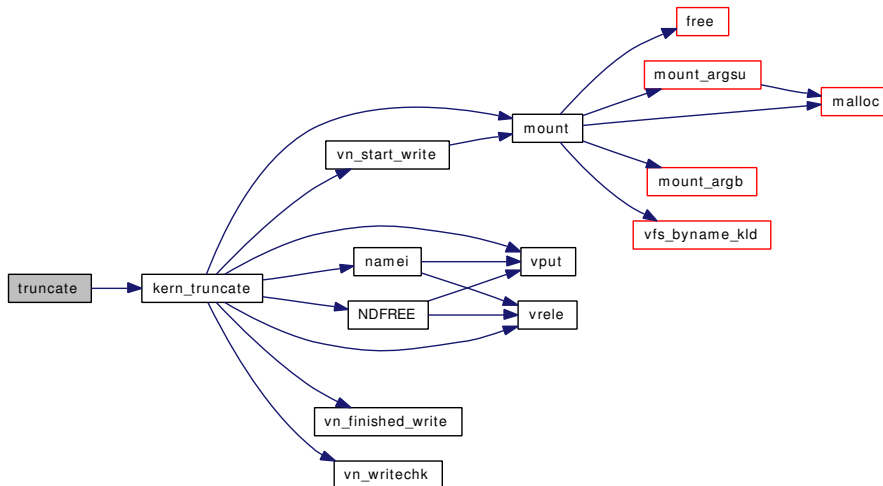 free
mount_argsu
malloc
mount
vn_start_write
mount_argb
vfs_byname_kld
namei
vput
truncate
kern_truncate
NDFREE
vrele
vn_finished_write
vn_writechk